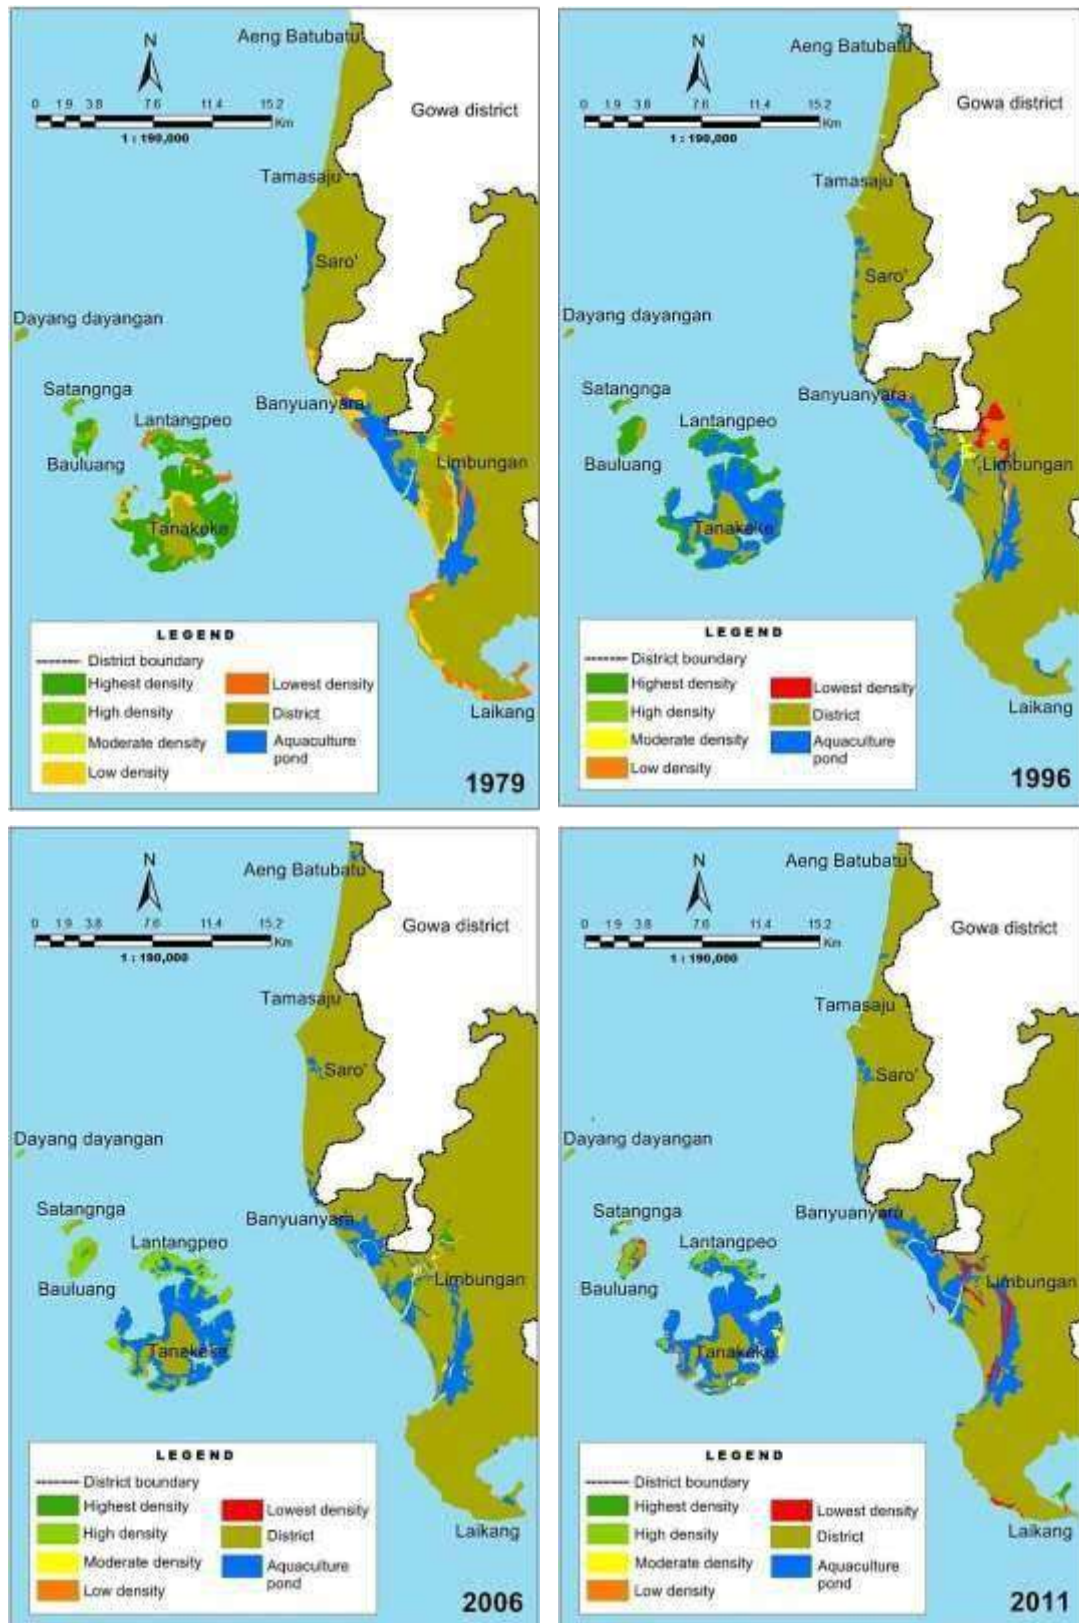 Aeng Batubatu
N
Gowa district
0 1.9 3.8 7.6 11.4 15.2
Km
1 : 190,000
Tamasaju
Saro'
Dayang dayangan
Satangnga
Banyuanyara
Lantangpeo
Bauluang
Limbungan
Tanakeke
LEGEND
District boundary
Highest density
Lowest density
High density
District
Moderate density
Aquaculture
pond
Low density
Laikang
1979
Aeng Batubatu
N
Gowa district
0 1.9 3.8 7.6 11.4 15.2
Km
1 : 190,000
Tamasaju
Saro'
Dayang dayangan
Satangnga
Banyuanyara
Lantangpeo
Bauluang
Limbungan
Tanakeke
LEGEND
District boundary
Highest density
Lowest density
High density
District
Moderate density
Aquaculture
pond
Low density
Laikang
1996
Aeng Batubatu
N
Gowa district
0 1.9 3.8 7.6 11.4 15.2
Km
1 : 190,000
Tamasaju
Saro'
Dayang dayangan
Satangnga
Banyuanyara
Lantangpeo
Bauluang
Limbungan
Tanakeke
LEGEND
District boundary
Highest density
Lowest density
High density
District
Moderate density
Aquaculture
pond
Low density
Laikang
2006
Aeng Batubatu
N
Gowa district
0 1.9 3.8 7.6 11.4 15.2
Km
1 : 190,000
Tamasaju
Saro'
Dayang dayangan
Satangnga
Banyuanyara
Lantangpeo
Bauluang
Limbungan
Tanakeke
LEGEND
District boundary
Highest density
Lowest density
High density
District
Moderate density
Aquaculture
pond
Low density
Laikang
2011